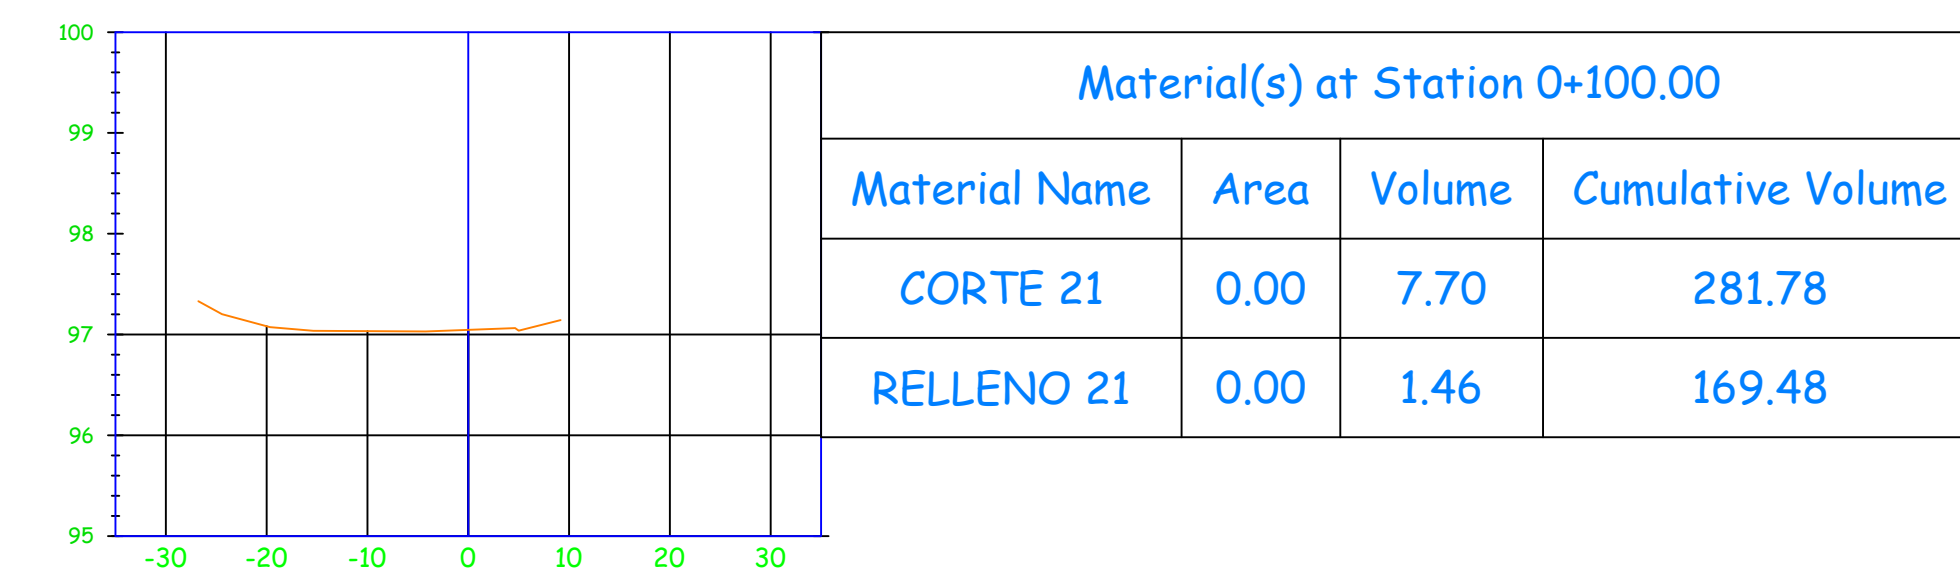 100
99
98
97
96
95
-30 -20 -10 0 10 20 30
Material(s) at Station 0+100.00
Material Name Area Volume Cumulative Volume
CORTE 21 0.00 7.70 281.78
RELLENO 21 0.00 1.46 169.48